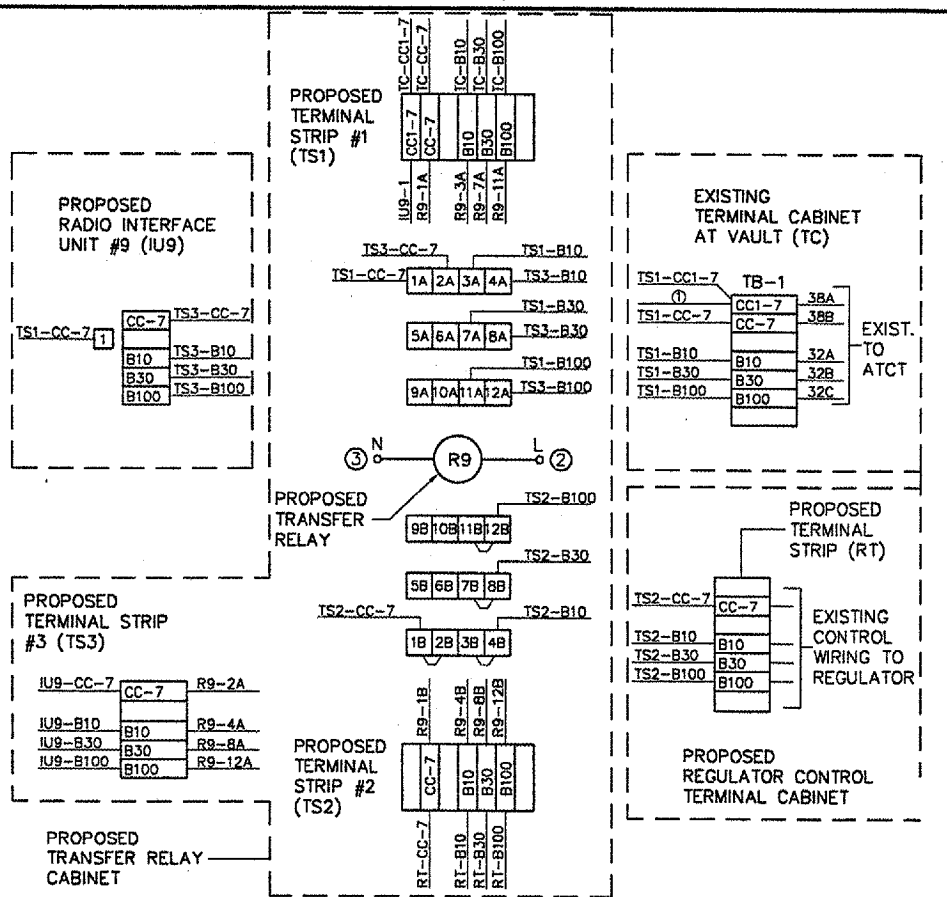 TC-CC1-7
TC-CC-7
TC-B10
TC-B30
TC-B100
PROPOSED
TERMINAL
STRIP #1
(TS1)
CC1-7
CC-7
B10
B30
B100
IU9-1
R9-1A
R9-3A
R9-7A
R9-11A
PROPOSED
RADIO INTERFACE
UNIT #9 (IU9)
TS1-CC-7
1
CC-7
TS3-CC-7
B10
TS3-B10
B30
TS3-B30
B100
TS3-B100
TS3-CC-7
TS1-B10
TS1-CC-7
1A 2A 3A 4A
TS3-B10
TS1-B30
5A 6A 7A 8A
TS3-B30
TS1-B100
9A 10A 11A 12A
TS3-B100
③ N
R9
L ②
PROPOSED
TRANSFER
RELAY
TS2-B100
9B 10B 11B 12B
TS2-B30
5B 6B 7B 8B
TS2-CC-7
TS2-B10
1B 2B 3B 4B
EXISTING
TERMINAL CABINET
AT VAULT (TC)
TB-1
TS1-CC1-7
①
CC1-7
38A
TS1-CC-7
CC-7
38B
TS1-B10
B10
32A
TS1-B30
B30
32B
TS1-B100
B100
32C
EXIST.
TO
ATCT
PROPOSED
TERMINAL
STRIP (RT)
TS2-CC-7
CC-7
TS2-B10
B10
TS2-B30
B30
TS2-B100
B100
EXISTING
CONTROL
WIRING TO
REGULATOR
PROPOSED
REGULATOR CONTROL
TERMINAL CABINET
PROPOSED
TERMINAL STRIP
#3 (TS3)
IU9-CC-7
CC-7
R9-2A
IU9-B10
B10
R9-4A
IU9-B30
B30
R9-8A
IU9-B100
B100
R9-12A
R9-1B
R9-4B
R9-8B
R9-12B
PROPOSED
TERMINAL
STRIP #2
(TS2)
CC-7
B10
B30
B100
RT-CC-7
RT-B10
RT-B30
RT-B100
PROPOSED
TRANSFER RELAY
CABINET